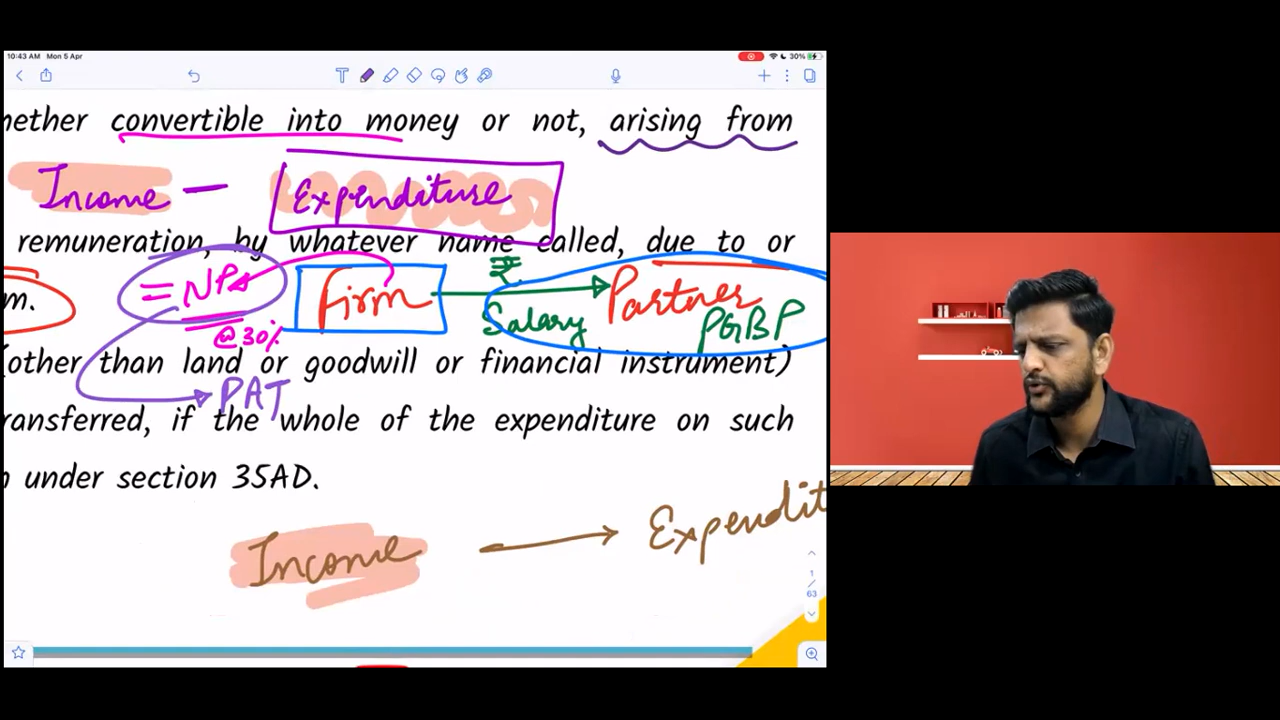 10:43 AM Mon 5 Apr
30%
hether convertible into money or not, arising from
Income - Expenditure
remuneration, by whatever name called, due to or
= NP
Firm
₹
Salary
Partner
PGBP
m.
@30%
(other than land or goodwill or financial instrument)
PAT
ransferred, if the whole of the expenditure on such
under section 35AD.
Income → Expendit
1
/
63